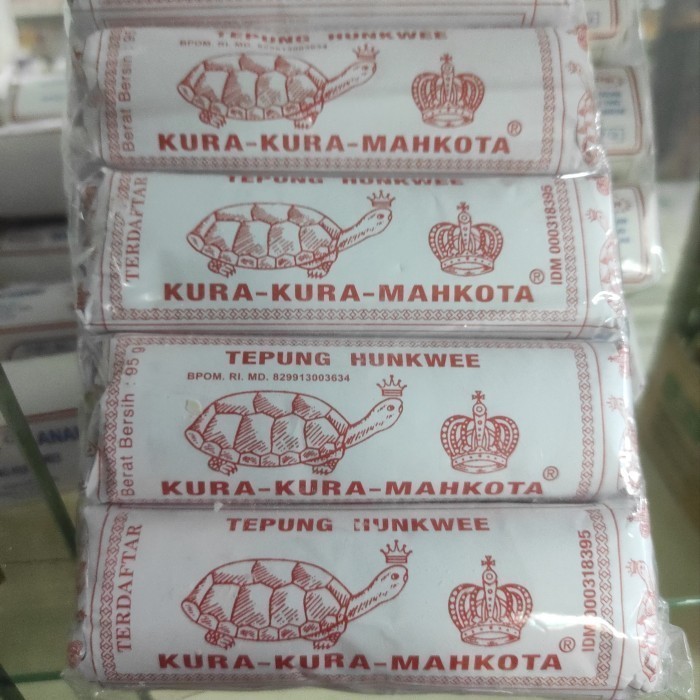 TEPUNG HUNKWEE
BPOM. RI. MD. 829913003634
Berat Bersih : 95
KURA-KURA-MAHKOTA®
TEPUNG HUNKWEE
TERDAFTAR
IDM 000318395
KURA-KURA-MAHKOTA®
TEPUNG HUNKWEE
BPOM. RI. MD. 829913003634
Berat Bersih : 95 g
KURA-KURA-MAHKOTA®
TEPUNG HUNKWEE
TERDAFTAR
IDM 000318395
KURA-KURA-MAHKOTA®